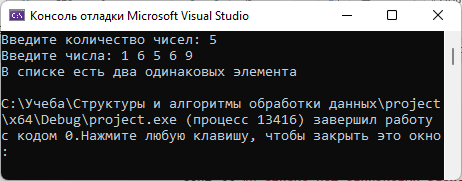 Консоль отладки Microsoft Visual Studio
Введите количество чисел: 5
Введите числа: 1 6 5 6 9
В списке есть два одинаковых элемента
C:\Учеба\Структуры и алгоритмы обработки данных\project
\x64\Debug\project.exe (процесс 13416) завершил работу
с кодом 0.Нажмите любую клавишу, чтобы закрыть это окно
: